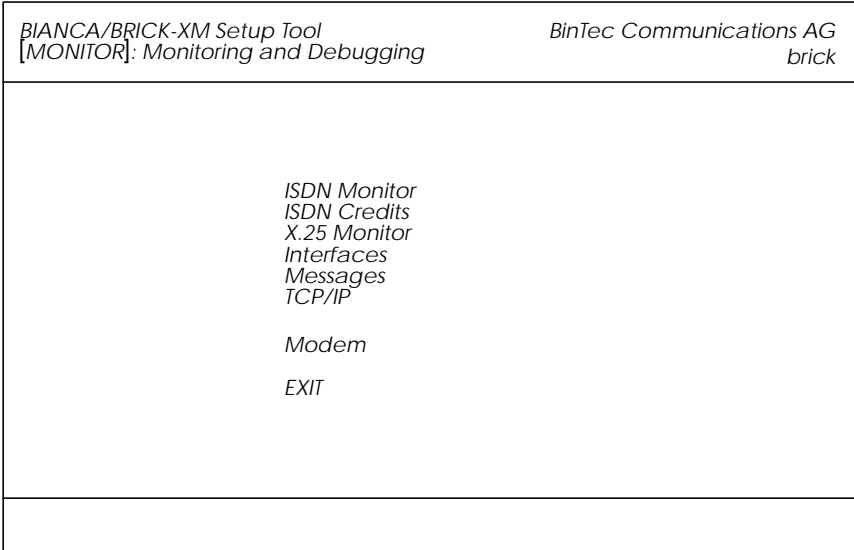 BIANCA/BRICK-XM Setup Tool
BinTec Communications AG
[MONITOR]: Monitoring and Debugging
brick
ISDN Monitor
ISDN Credits
X.25 Monitor
Interfaces
Messages
TCP/IP
Modem
EXIT